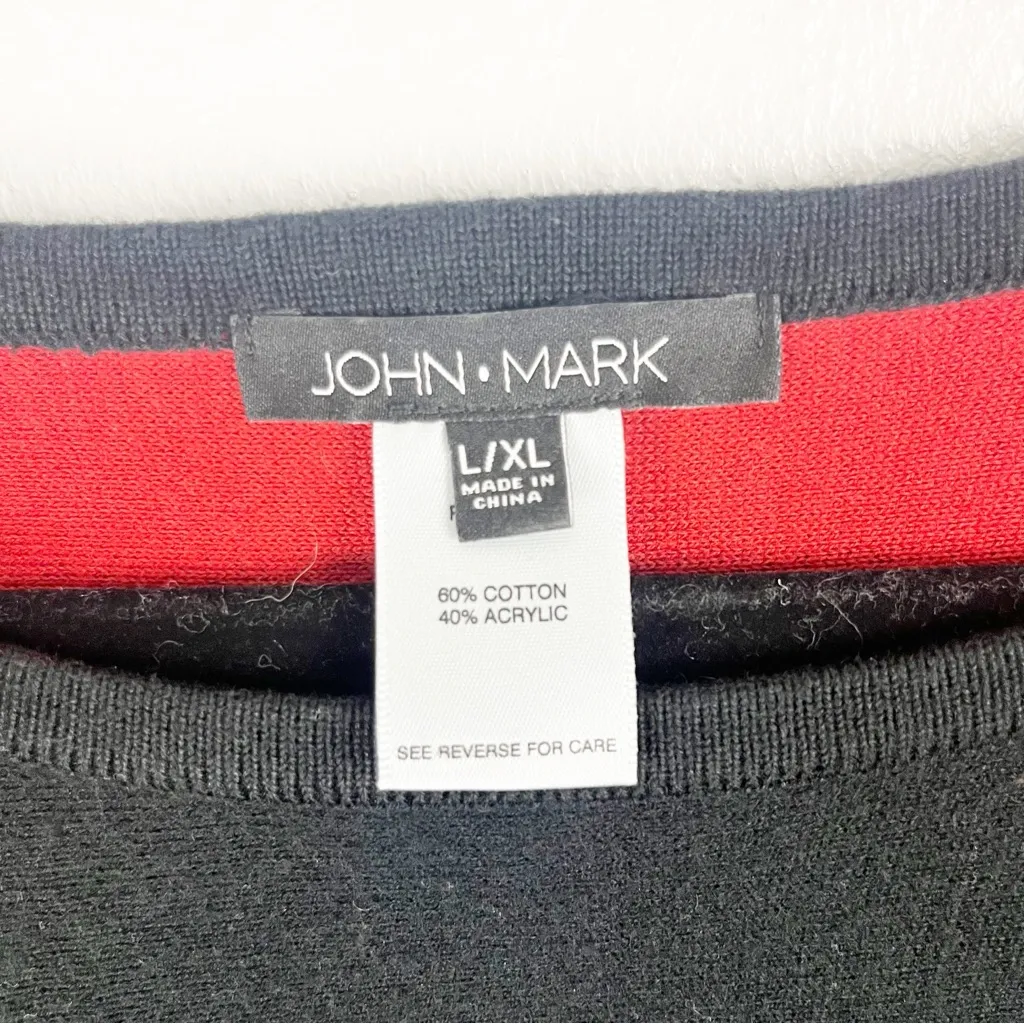 JOHN•MARK
L/XL
MADE IN
CHINA
60% COTTON
40% ACRYLIC
SEE REVERSE FOR CARE